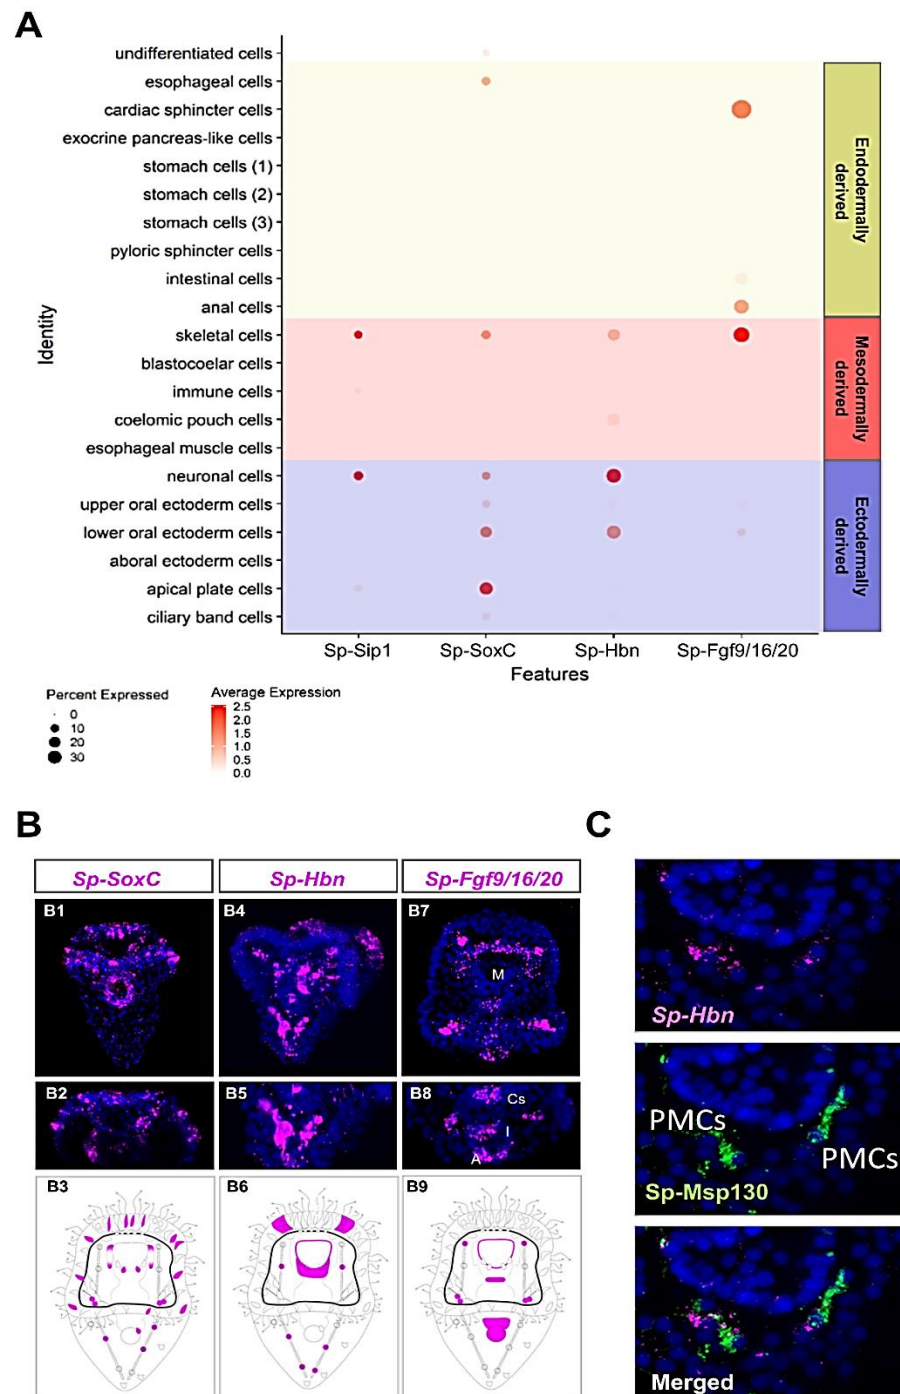 A
undifferentiated cells
esophageal cells
cardiac sphincter cells
exocrine pancreas-like cells
stomach cells (1)
stomach cells (2)
stomach cells (3)
pyloric sphincter cells
intestinal cells
anal cells
skeletal cells
blastocoelar cells
immune cells
coelomic pouch cells
esophageal muscle cells
neuronal cells
upper oral ectoderm cells
lower oral ectoderm cells
aboral ectoderm cells
apical plate cells
ciliary band cells
Identity
Endodermally
derived
Mesodermally
derived
Ectodermally
derived
Sp-Sip1 Sp-SoxC Sp-Hbn Sp-Fgf9/16/20
Features
Percent Expressed
0
10
20
30
Average Expression
2.5
2.0
1.5
1.0
0.5
0.0
B
Sp-SoxC Sp-Hbn Sp-Fgf9/16/20
B1 B4 B7
M
B2 B5 B8
Cs
I
A
B3 B6 B9
C
Sp-Hbn
PMCs
PMCs
Sp-Msp130
Merged